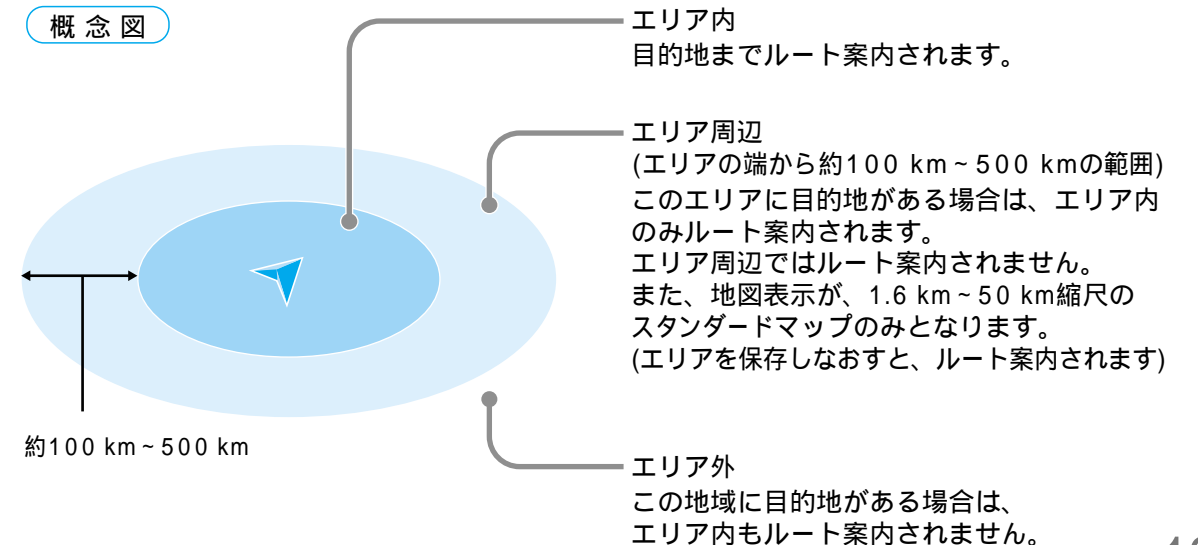 概念図
エリア内
目的地までルート案内されます。
エリア周辺
(エリアの端から約100 km~500 kmの範囲)
このエリアに目的地がある場合は、エリア内
のみルート案内されます。
エリア周辺ではルート案内されません。
また、地図表示が、1.6 km~50 km縮尺の
スタンダードマップのみとなります。
(エリアを保存しなおすと、ルート案内されます)
約100 km~500 km
エリア外
この地域に目的地がある場合は、
エリア内もルート案内されません。